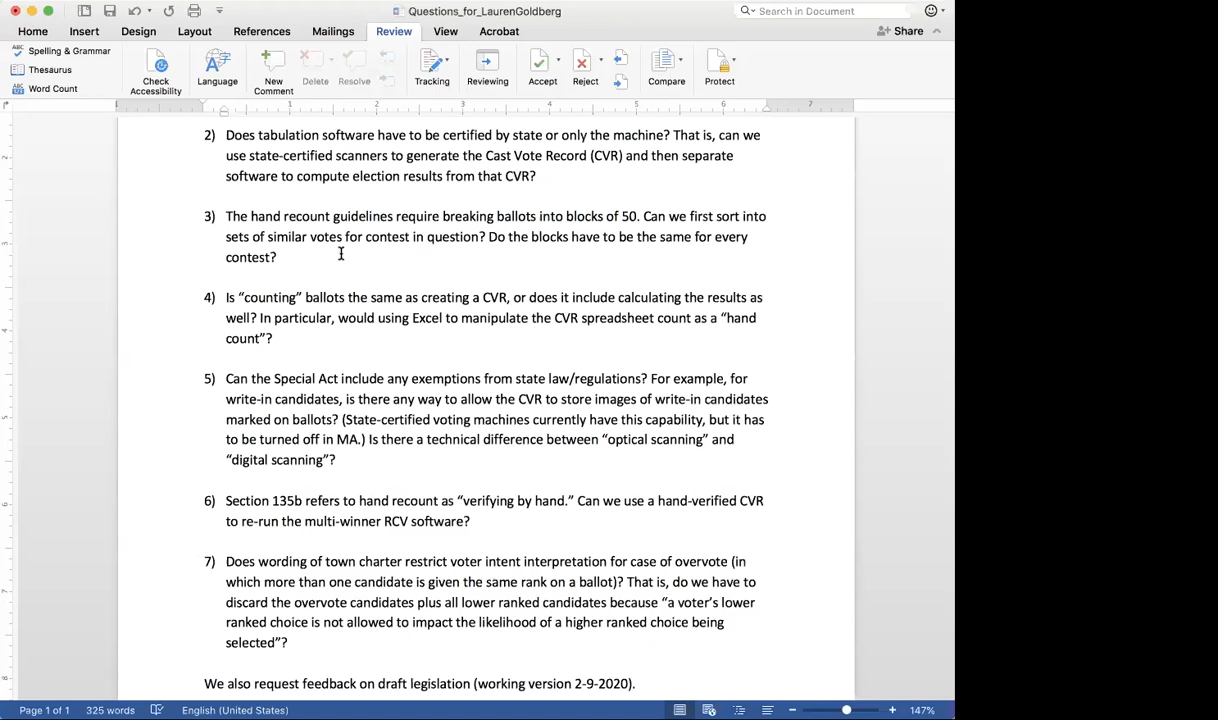 Questions_for_LaurenGoldberg
Search in Document
Home Insert Design Layout References Mailings Review View Acrobat Share
Spelling & Grammar
Thesaurus
Word Count
Check Accessibility
Language
New Comment
Delete
Resolve
Tracking
Reviewing
Accept
Reject
Compare
Protect
1 1 2 3 4 5 6 7
2) Does tabulation software have to be certified by state or only the machine? That is, can we
use state-certified scanners to generate the Cast Vote Record (CVR) and then separate
software to compute election results from that CVR?
3) The hand recount guidelines require breaking ballots into blocks of 50. Can we first sort into
sets of similar votes for contest in question? Do the blocks have to be the same for every
contest?
4) Is “counting” ballots the same as creating a CVR, or does it include calculating the results as
well? In particular, would using Excel to manipulate the CVR spreadsheet count as a “hand
count”?
5) Can the Special Act include any exemptions from state law/regulations? For example, for
write-in candidates, is there any way to allow the CVR to store images of write-in candidates
marked on ballots? (State-certified voting machines currently have this capability, but it has
to be turned off in MA.) Is there a technical difference between “optical scanning” and
“digital scanning”?
6) Section 135b refers to hand recount as “verifying by hand.” Can we use a hand-verified CVR
to re-run the multi-winner RCV software?
7) Does wording of town charter restrict voter intent interpretation for case of overvote (in
which more than one candidate is given the same rank on a ballot)? That is, do we have to
discard the overvote candidates plus all lower ranked candidates because “a voter’s lower
ranked choice is not allowed to impact the likelihood of a higher ranked choice being
selected”?
We also request feedback on draft legislation (working version 2-9-2020).
Page 1 of 1 325 words English (United States) 147%